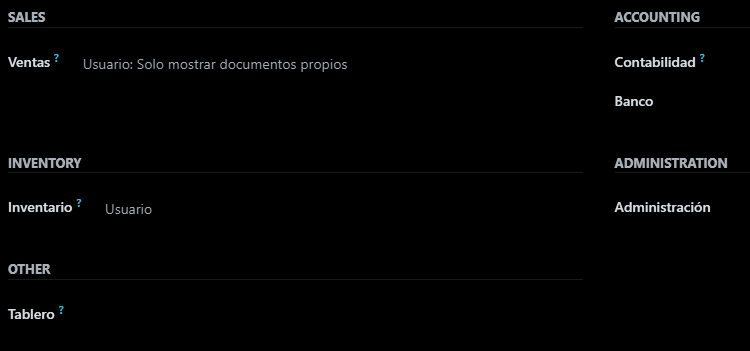 SALES
Ventas ? Usuario: Solo mostrar documentos propios
INVENTORY
Inventario ? Usuario
OTHER
Tablero ?
ACCOUNTING
Contabilidad ?
Banco
ADMINISTRATION
Administración